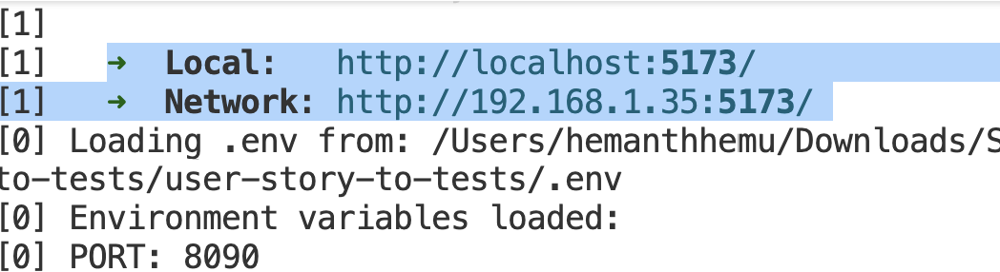 [1]
[1] ➜ Local: http://localhost:5173/
[1] ➜ Network: http://192.168.1.35:5173/
[0] Loading .env from: /Users/hemanthhemu/Downloads/S
to-tests/user-story-to-tests/.env
[0] Environment variables loaded:
[0] PORT: 8090